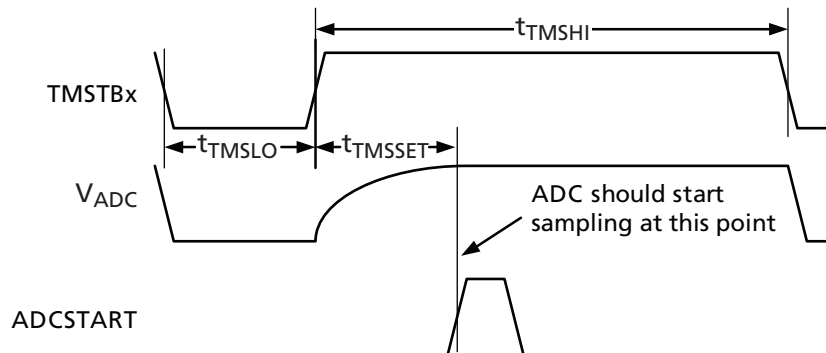 tTMSHI
TMSTBx
tTMSLO
tTMSSET
VADC
ADC should start
sampling at this point
ADCSTART